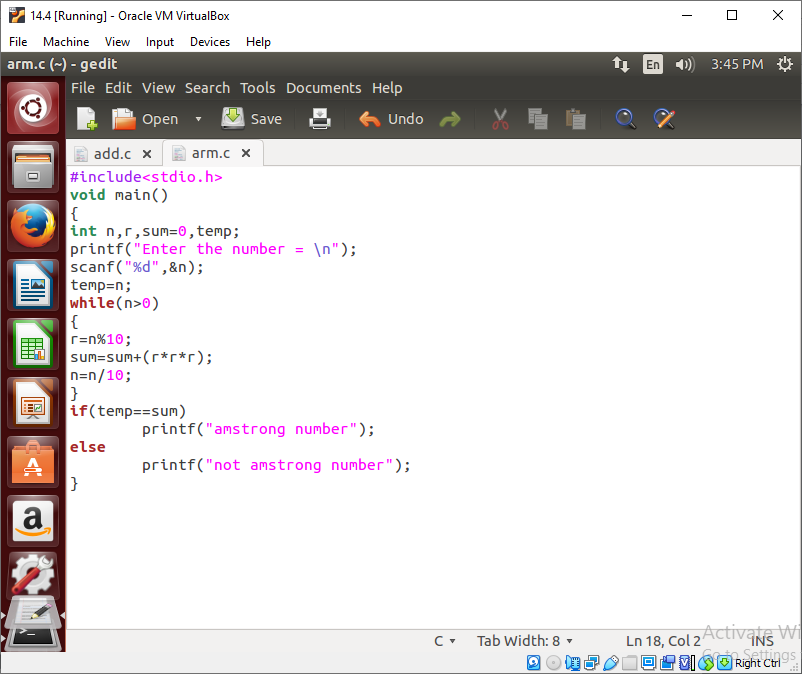 14.4 [Running] - Oracle VM VirtualBox
File Machine View Input Devices Help
arm.c (~) - gedit En 3:45 PM
File Edit View Search Tools Documents Help
Open Save Undo
add.c x arm.c x
#include<stdio.h>
void main()
{
int n,r,sum=0,temp;
printf("Enter the number = \n");
scanf("%d",&n);
temp=n;
while(n>0)
{
r=n%10;
sum=sum+(r*r*r);
n=n/10;
}
if(temp==sum)
        printf("amstrong number");
else
        printf("not amstrong number");
}
C Tab Width: 8 Ln 18, Col 2 INS
Activate Wi
Go to Settings
Right Ctrl